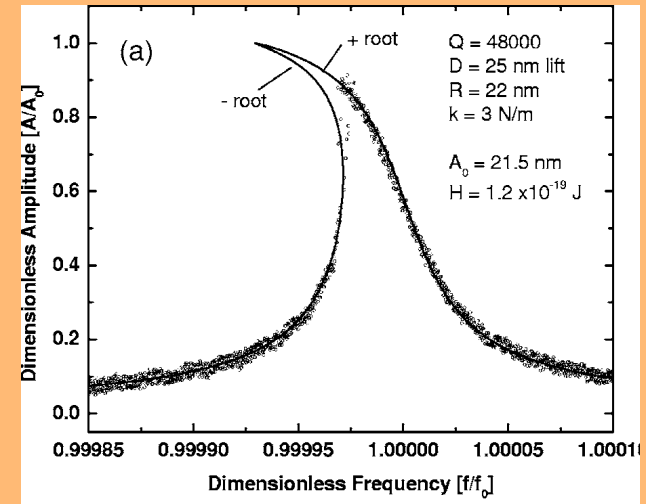 (a)
+ root
- root
Q = 48000
D = 25 nm lift
R = 22 nm
k = 3 N/m
A0 = 21.5 nm
H = 1.2 x10-19 J
Dimensionless Amplitude [A/A0]
1.0
0.8
0.6
0.4
0.2
0.0
0.99985 0.99990 0.99995 1.00000 1.00005 1.00010
Dimensionless Frequency [f/f0]